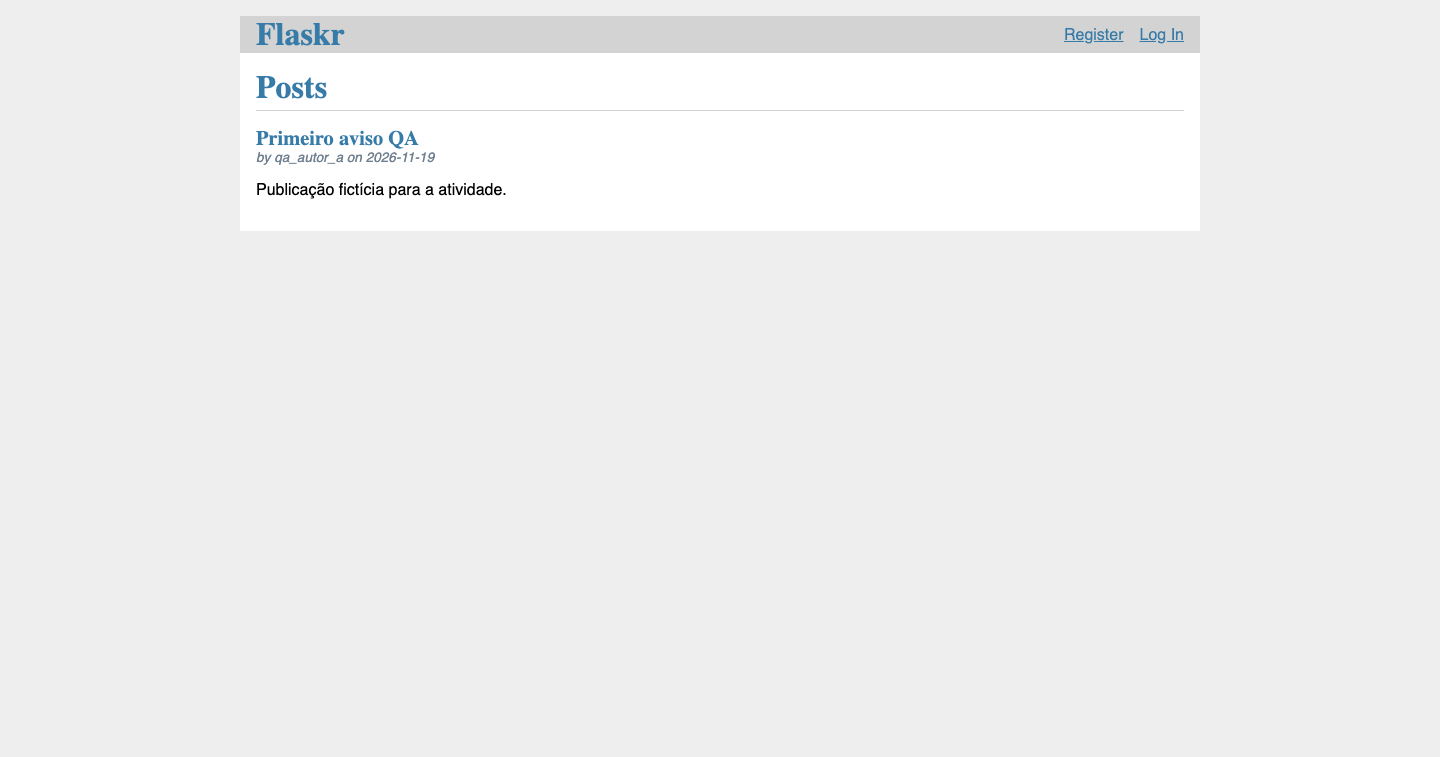 Flaskr
Register Log In
Posts
Primeiro aviso QA
by qa_autor_a on 2026-11-19
Publicação fictícia para a atividade.